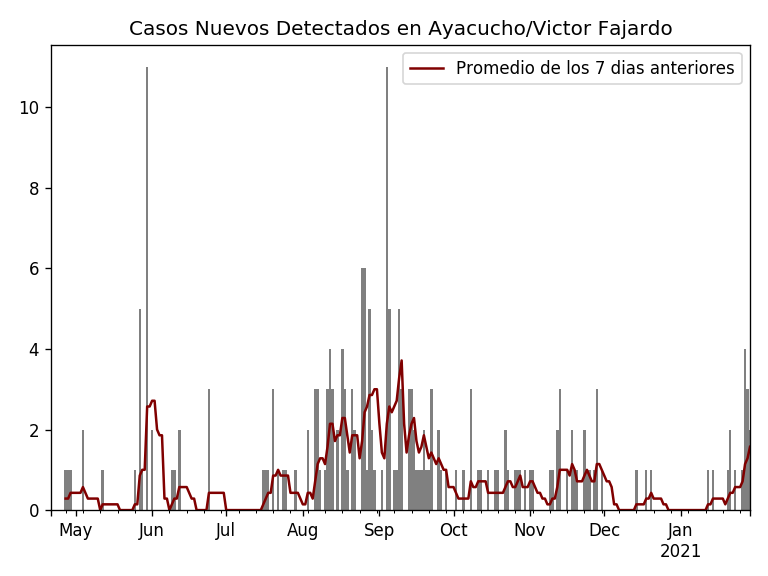 Casos Nuevos Detectados en Ayacucho/Victor Fajardo
Promedio de los 7 dias anteriores
10
8
6
4
2
0
May Jun Jul Aug Sep Oct Nov Dec Jan
2021